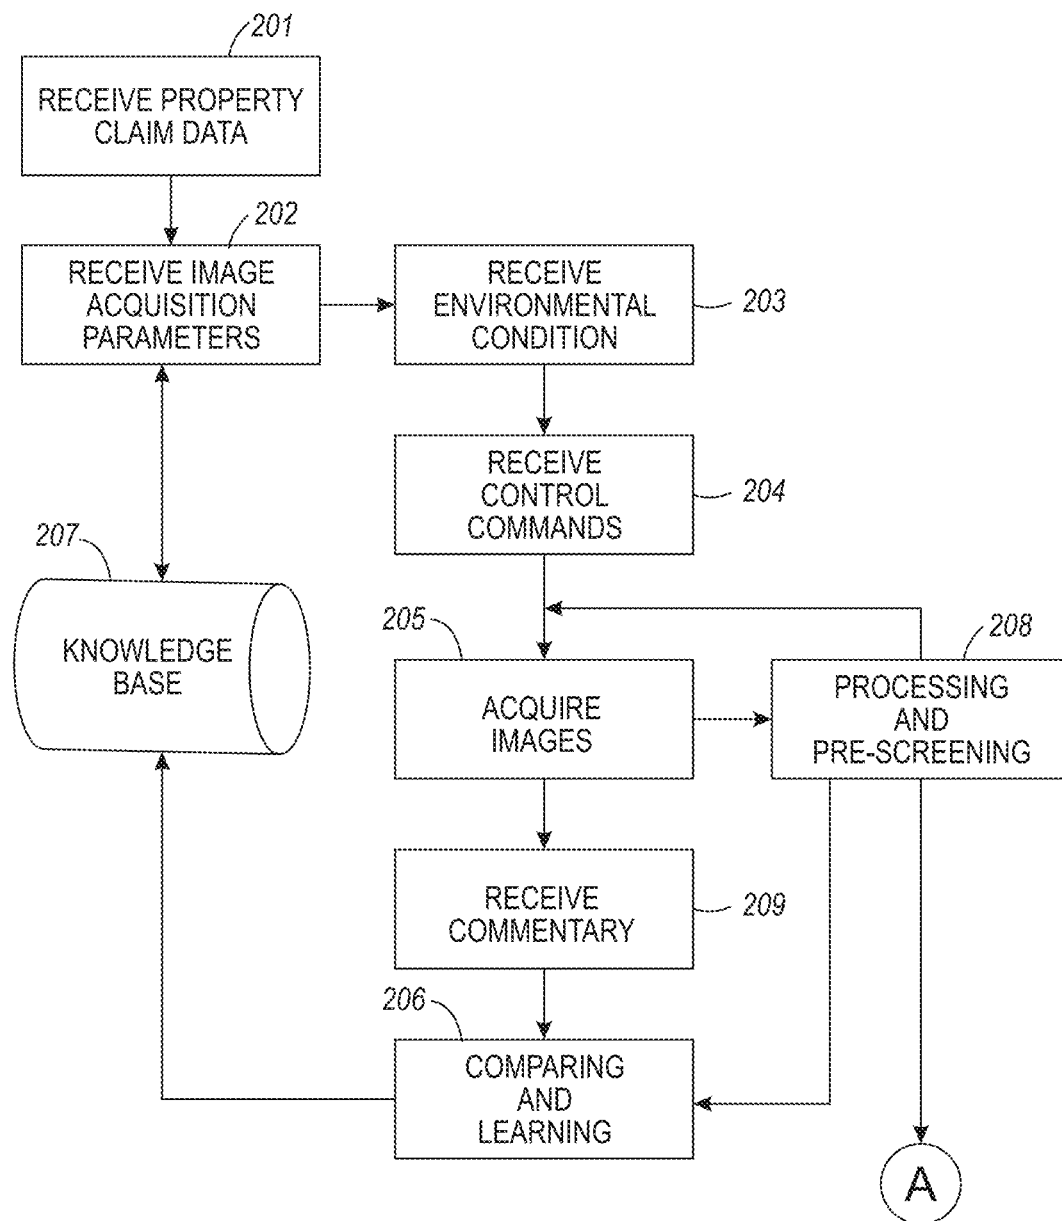 201
RECEIVE PROPERTY
CLAIM DATA
202
RECEIVE IMAGE
ACQUISITION
PARAMETERS
RECEIVE
ENVIRONMENTAL
CONDITION
203
RECEIVE
CONTROL
COMMANDS
204
207
KNOWLEDGE
BASE
205
ACQUIRE
IMAGES
208
PROCESSING
AND
PRE-SCREENING
RECEIVE
COMMENTARY
209
206
COMPARING
AND
LEARNING
A